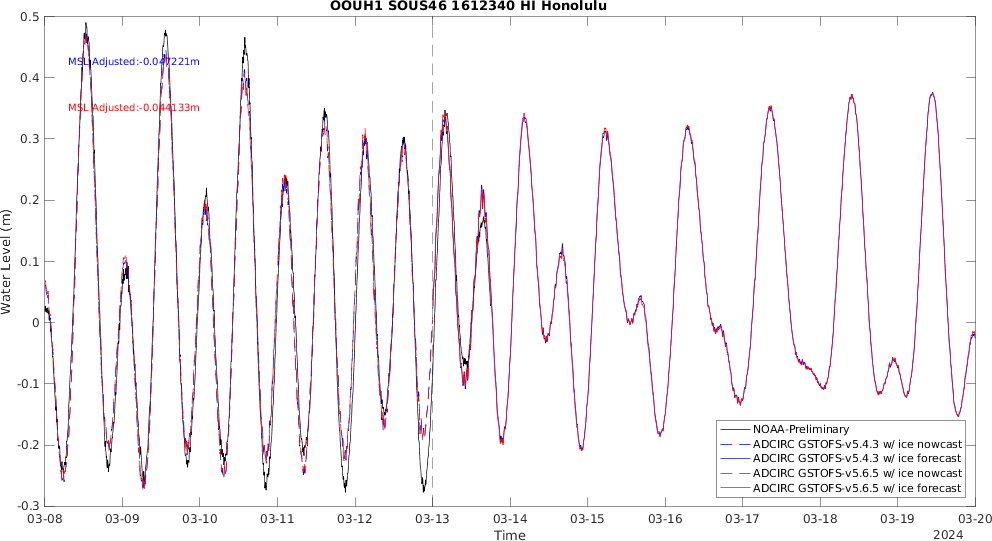 OOUH1 SOUS46 1612340 HI Honolulu
0.5
0.4
0.3
0.2
0.1
0
-0.1
-0.2
-0.3
Water Level (m)
MSL Adjusted:-0.047221m
MSL Adjusted:-0.044133m
NOAA-Preliminary
ADCIRC GSTOFS-v5.4.3 w/ ice nowcast
ADCIRC GSTOFS-v5.4.3 w/ ice forecast
ADCIRC GSTOFS-v5.6.5 w/ ice nowcast
ADCIRC GSTOFS-v5.6.5 w/ ice forecast
03-08 03-09 03-10 03-11 03-12 03-13 03-14 03-15 03-16 03-17 03-18 03-19 03-20
Time
2024